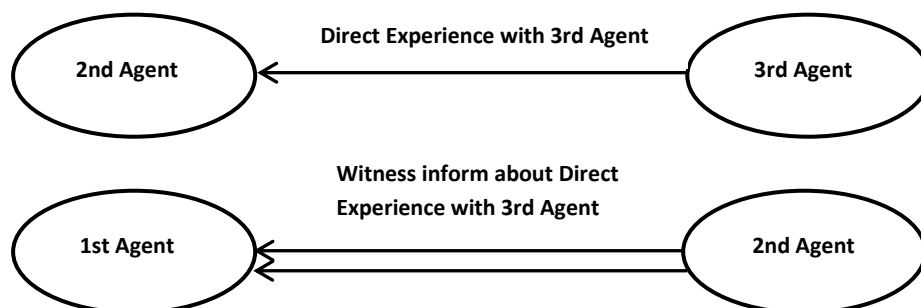 Direct Experience with 3rd Agent
2nd Agent
3rd Agent
Witness inform about Direct
Experience with 3rd Agent
1st Agent
2nd Agent